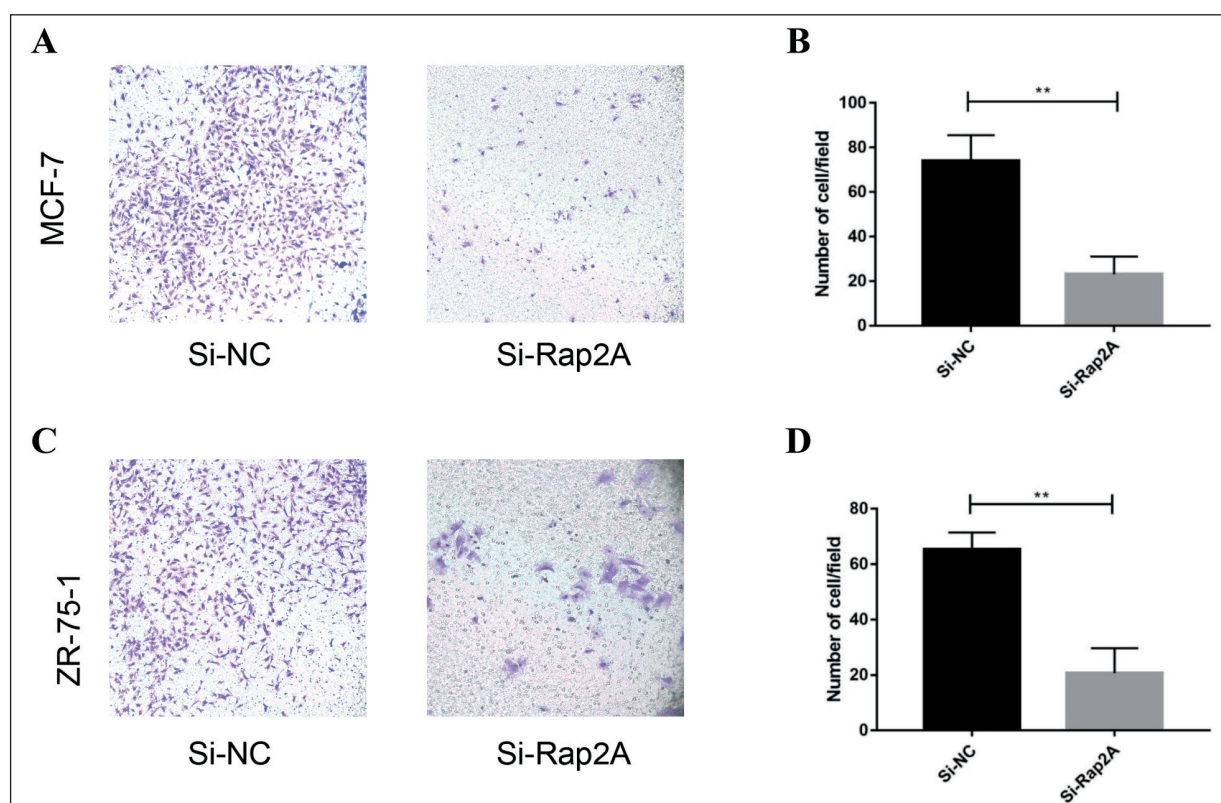 A
MCF-7
Si-NC
Si-Rap2A
B
**
Number of cell/field
100
80
60
40
20
0
Si-NC
Si-Rap2A
C
ZR-75-1
Si-NC
Si-Rap2A
D
**
Number of cell/field
80
60
40
20
0
Si-NC
Si-Rap2A